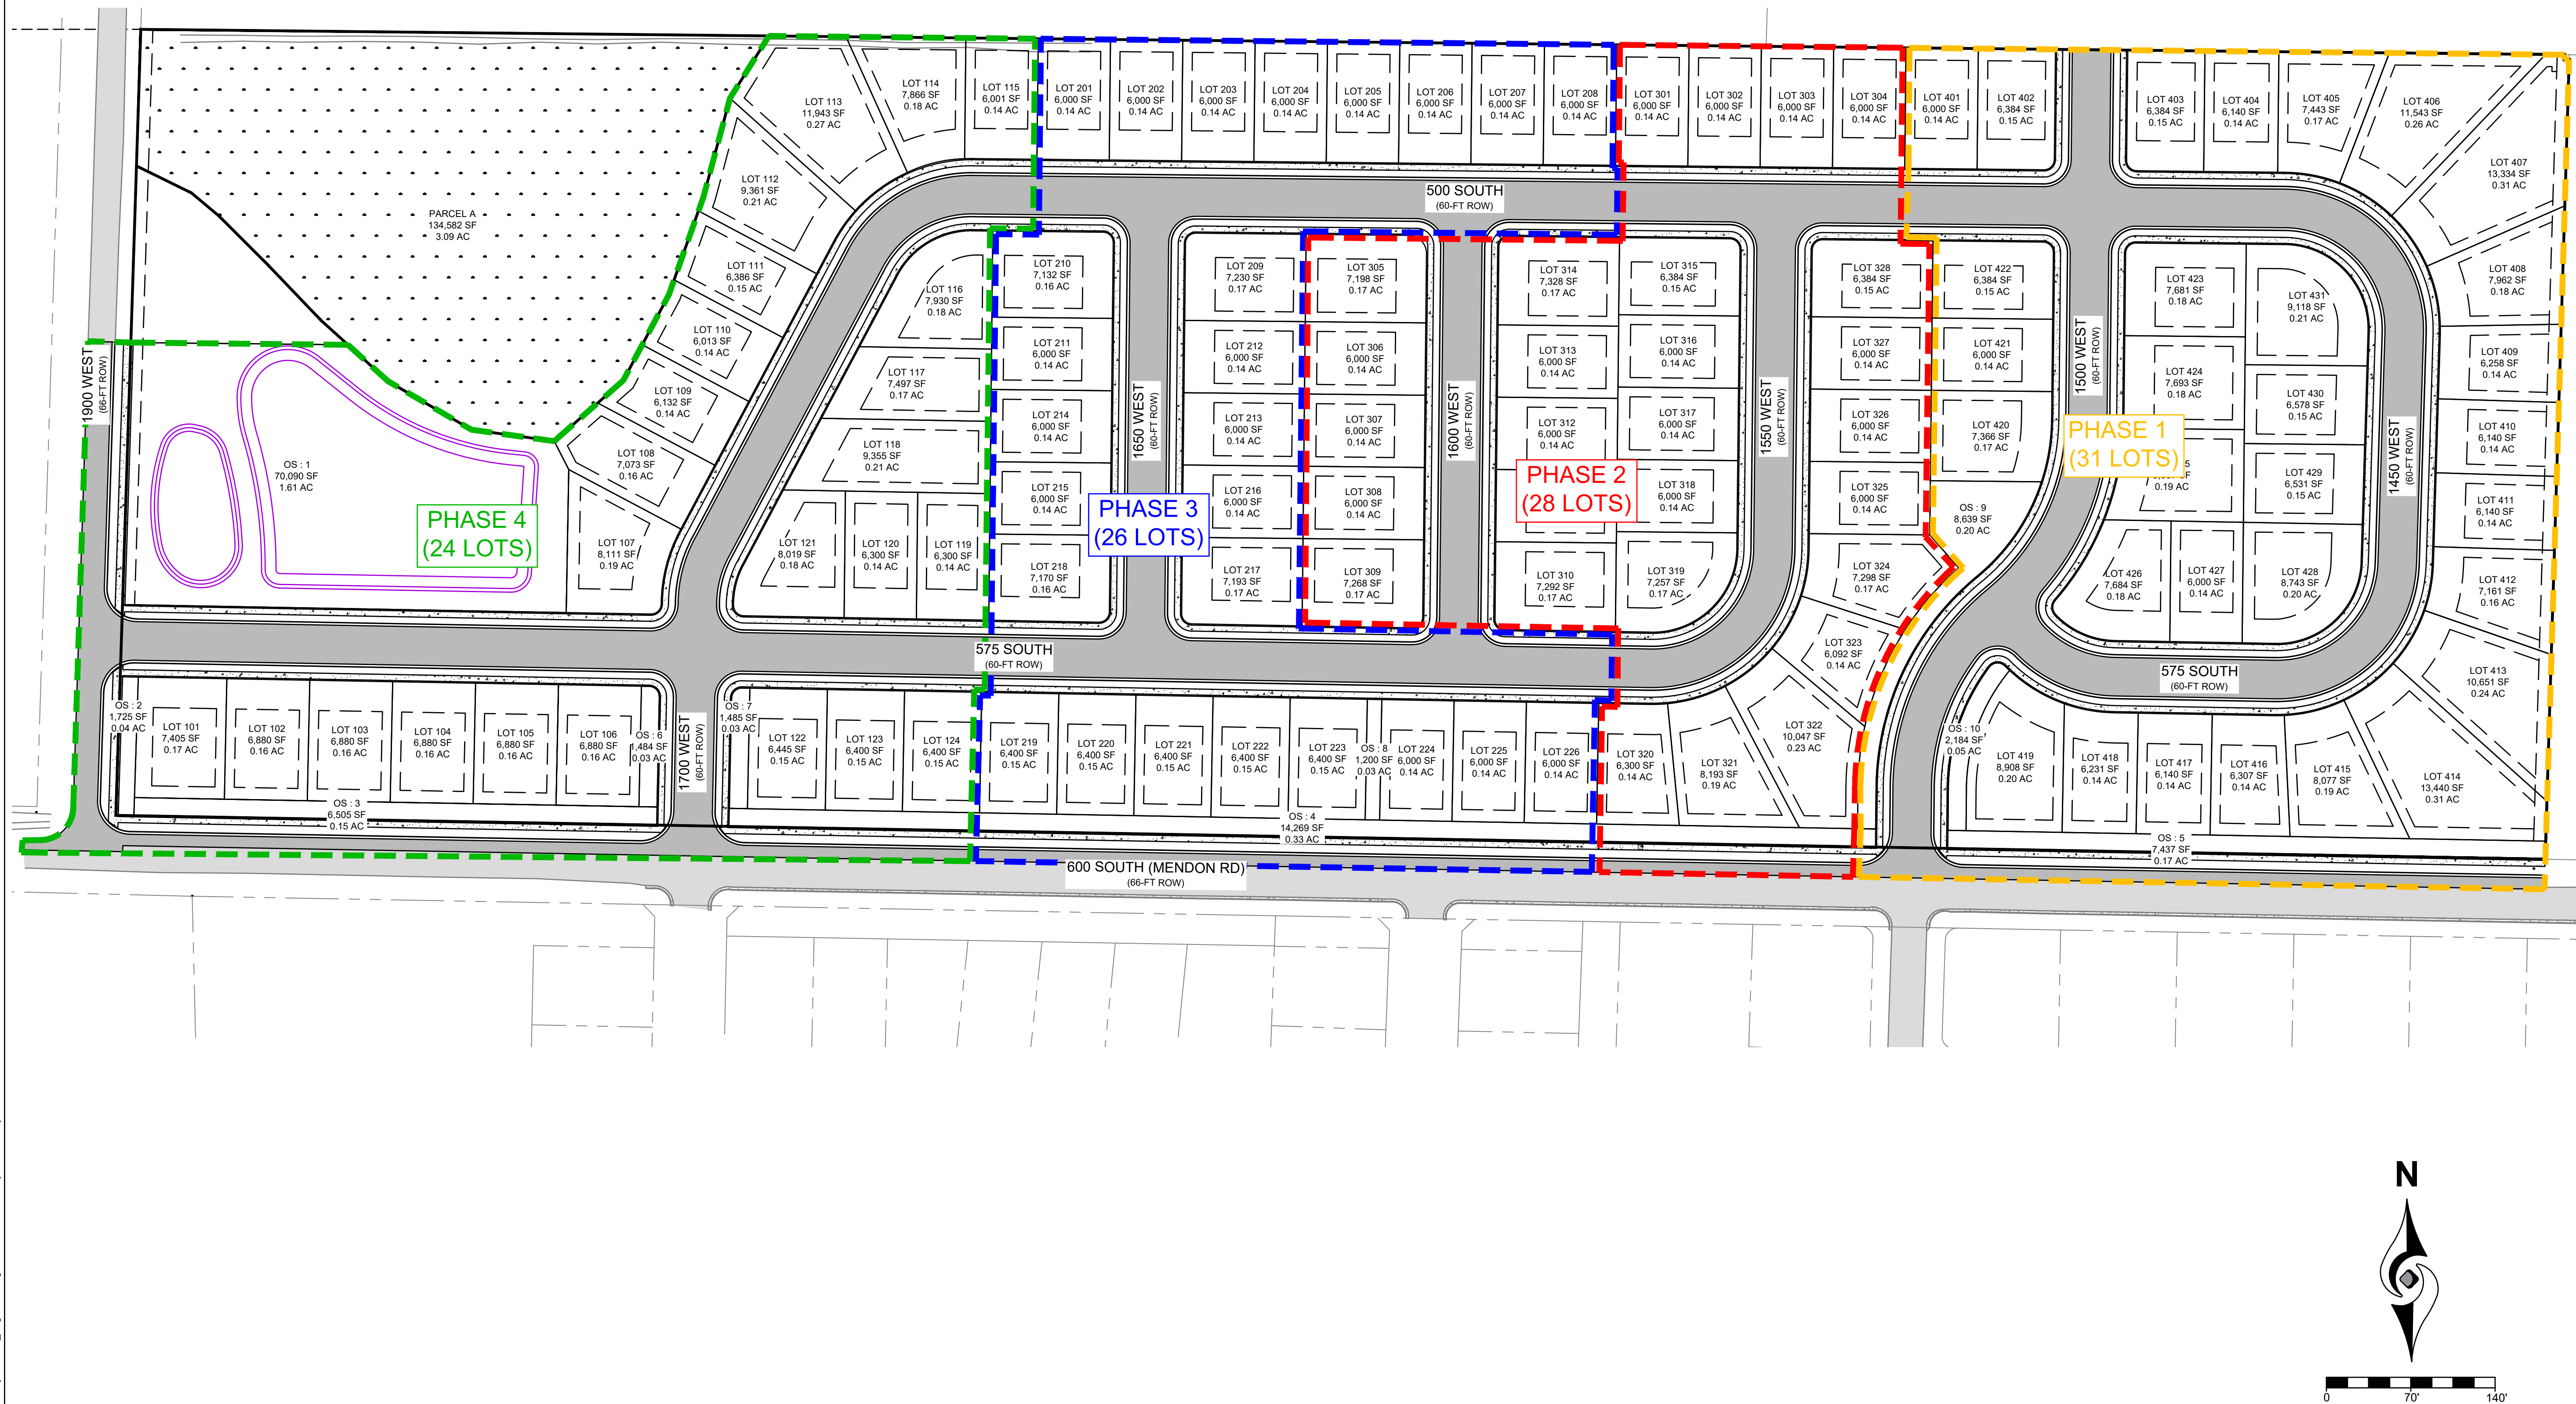 LOT 113
11,943 SF
0.27 AC
LOT 114
7,866 SF
0.18 AC
LOT 115
6,001 SF
0.14 AC
LOT 201
6,000 SF
0.14 AC
LOT 202
6,000 SF
0.14 AC
LOT 203
6,000 SF
0.14 AC
LOT 204
6,000 SF
0.14 AC
LOT 205
6,000 SF
0.14 AC
LOT 206
6,000 SF
0.14 AC
LOT 207
6,000 SF
0.14 AC
LOT 208
6,000 SF
0.14 AC
LOT 301
6,000 SF
0.14 AC
LOT 302
6,000 SF
0.14 AC
LOT 303
6,000 SF
0.14 AC
LOT 304
6,000 SF
0.14 AC
LOT 401
6,000 SF
0.14 AC
LOT 402
6,384 SF
0.15 AC
LOT 403
6,384 SF
0.15 AC
LOT 404
6,140 SF
0.14 AC
LOT 405
7,443 SF
0.17 AC
LOT 406
11,543 SF
0.26 AC
LOT 407
13,334 SF
0.31 AC
LOT 112
9,361 SF
0.21 AC
500 SOUTH
(60-FT ROW)
PARCEL A
134,582 SF
3.09 AC
LOT 111
6,386 SF
0.15 AC
LOT 116
7,930 SF
0.18 AC
LOT 210
7,132 SF
0.16 AC
LOT 209
7,230 SF
0.17 AC
LOT 305
7,198 SF
0.17 AC
LOT 314
7,328 SF
0.17 AC
LOT 315
6,384 SF
0.15 AC
LOT 328
6,384 SF
0.15 AC
LOT 422
6,384 SF
0.15 AC
LOT 423
7,681 SF
0.18 AC
LOT 431
9,118 SF
0.21 AC
LOT 408
7,962 SF
0.18 AC
LOT 110
6,013 SF
0.14 AC
LOT 211
6,000 SF
0.14 AC
LOT 212
6,000 SF
0.14 AC
LOT 306
6,000 SF
0.14 AC
LOT 313
6,000 SF
0.14 AC
LOT 316
6,000 SF
0.14 AC
LOT 327
6,000 SF
0.14 AC
LOT 421
6,000 SF
0.14 AC
1500 WEST
(60-FT ROW)
LOT 424
7,693 SF
0.18 AC
LOT 430
6,578 SF
0.15 AC
LOT 409
6,258 SF
0.14 AC
1900 WEST
(66-FT ROW)
LOT 109
6,132 SF
0.14 AC
LOT 117
7,497 SF
0.17 AC
LOT 214
6,000 SF
0.14 AC
1650 WEST
(60-FT ROW)
LOT 213
6,000 SF
0.14 AC
LOT 307
6,000 SF
0.14 AC
1600 WEST
(60-FT ROW)
LOT 312
6,000 SF
0.14 AC
LOT 317
6,000 SF
0.14 AC
1550 WEST
(60-FT ROW)
LOT 326
6,000 SF
0.14 AC
LOT 420
7,366 SF
0.17 AC
PHASE 1
(31 LOTS)
5
F
0.19 AC
LOT 429
6,531 SF
0.15 AC
1450 WEST
(60-FT ROW)
LOT 410
6,140 SF
0.14 AC
OS : 1
70,090 SF
1.61 AC
LOT 108
7,073 SF
0.16 AC
LOT 118
9,355 SF
0.21 AC
LOT 215
6,000 SF
0.14 AC
LOT 216
6,000 SF
0.14 AC
LOT 308
6,000 SF
0.14 AC
PHASE 2
(28 LOTS)
LOT 318
6,000 SF
0.14 AC
LOT 325
6,000 SF
0.14 AC
OS : 9
8,639 SF
0.20 AC
LOT 411
6,140 SF
0.14 AC
PHASE 4
(24 LOTS)
PHASE 3
(26 LOTS)
LOT 107
8,111 SF
0.19 AC
LOT 121
8,019 SF
0.18 AC
LOT 120
6,300 SF
0.14 AC
LOT 119
6,300 SF
0.14 AC
LOT 218
7,170 SF
0.16 AC
LOT 217
7,193 SF
0.17 AC
LOT 309
7,268 SF
0.17 AC
LOT 310
7,292 SF
0.17 AC
LOT 319
7,257 SF
0.17 AC
LOT 324
7,298 SF
0.17 AC
LOT 426
7,684 SF
0.18 AC
LOT 427
6,000 SF
0.14 AC
LOT 428
8,743 SF
0.20 AC
LOT 412
7,161 SF
0.16 AC
575 SOUTH
(60-FT ROW)
LOT 323
6,092 SF
0.14 AC
575 SOUTH
(60-FT ROW)
LOT 413
10,651 SF
0.24 AC
OS : 2
1,725 SF
0.04 AC
LOT 101
7,405 SF
0.17 AC
LOT 102
6,880 SF
0.16 AC
LOT 103
6,880 SF
0.16 AC
LOT 104
6,880 SF
0.16 AC
LOT 105
6,880 SF
0.16 AC
LOT 106
6,880 SF
0.16 AC
OS : 6
1,484 SF
0.03 AC
1700 WEST
(60-FT ROW)
OS : 7
1,485 SF
0.03 AC
LOT 122
6,445 SF
0.15 AC
LOT 123
6,400 SF
0.15 AC
LOT 124
6,400 SF
0.15 AC
LOT 219
6,400 SF
0.15 AC
LOT 220
6,400 SF
0.15 AC
LOT 221
6,400 SF
0.15 AC
LOT 222
6,400 SF
0.15 AC
LOT 223
6,400 SF
0.15 AC
OS : 8
1,200 SF
0.03 AC
LOT 224
6,000 SF
0.14 AC
LOT 225
6,000 SF
0.14 AC
LOT 226
6,000 SF
0.14 AC
LOT 320
6,300 SF
0.14 AC
LOT 321
8,193 SF
0.19 AC
LOT 322
10,047 SF
0.23 AC
OS : 10
2,184 SF
0.05 AC
LOT 419
8,908 SF
0.20 AC
LOT 418
6,231 SF
0.14 AC
LOT 417
6,140 SF
0.14 AC
LOT 416
6,307 SF
0.14 AC
LOT 415
8,077 SF
0.19 AC
LOT 414
13,440 SF
0.31 AC
OS : 3
6,505 SF
0.15 AC
OS : 4
14,269 SF
0.33 AC
OS : 5
7,437 SF
0.17 AC
600 SOUTH (MENDON RD)
(66-FT ROW)
N
0 70' 140'